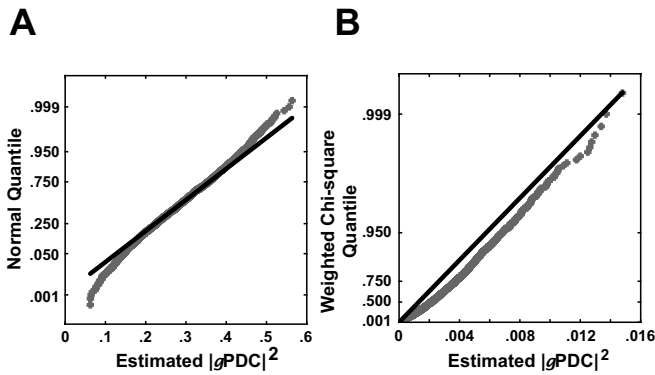 A
B
Normal Quantile
.999
.950
.750
.250
.050
.001
0 .1 .2 .3 .4 .5 .6
Estimated |gPDC|²
Weighted Chi-square
Quantile
.999
.950
.750
.500
.001
0 .004 .008 .012 .016
Estimated |gPDC|²